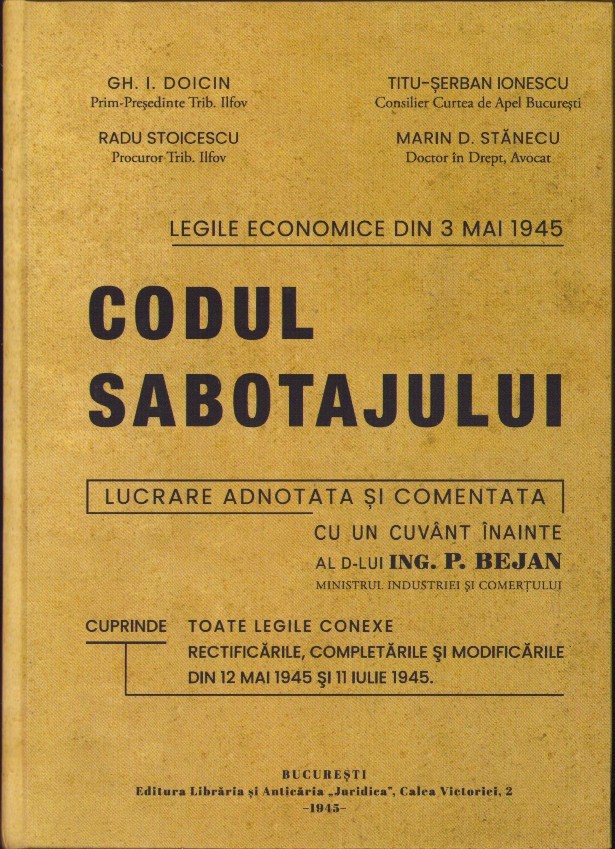 GH. I. DOICIN
Prim-Președinte Trib. Ilfov
RADU STOICESCU
Procuror Trib. Ilfov
TITU-ȘERBAN IONESCU
Consilier Curtea de Apel București
MARIN D. STĂNECU
Doctor în Drept, Avocat
LEGILE ECONOMICE DIN 3 MAI 1945
CODUL
SABOTAJULUI
LUCRARE ADNOTATA ȘI COMENTATA
CU UN CUVÂNT ÎNAINTE
AL D-LUI ING. P. BEJAN
MINISTRUL INDUSTRIEI ȘI COMERȚULUI
CUPRINDE TOATE LEGILE CONEXE
RECTIFICĂRILE, COMPLETĂRILE ŞI MODIFICĂRILE
DIN 12 MAI 1945 ŞI 11 IULIE 1945.
BUCUREȘTI
Editura Librăria și Anticăria „Juridica”, Calea Victoriei, 2
–1945–